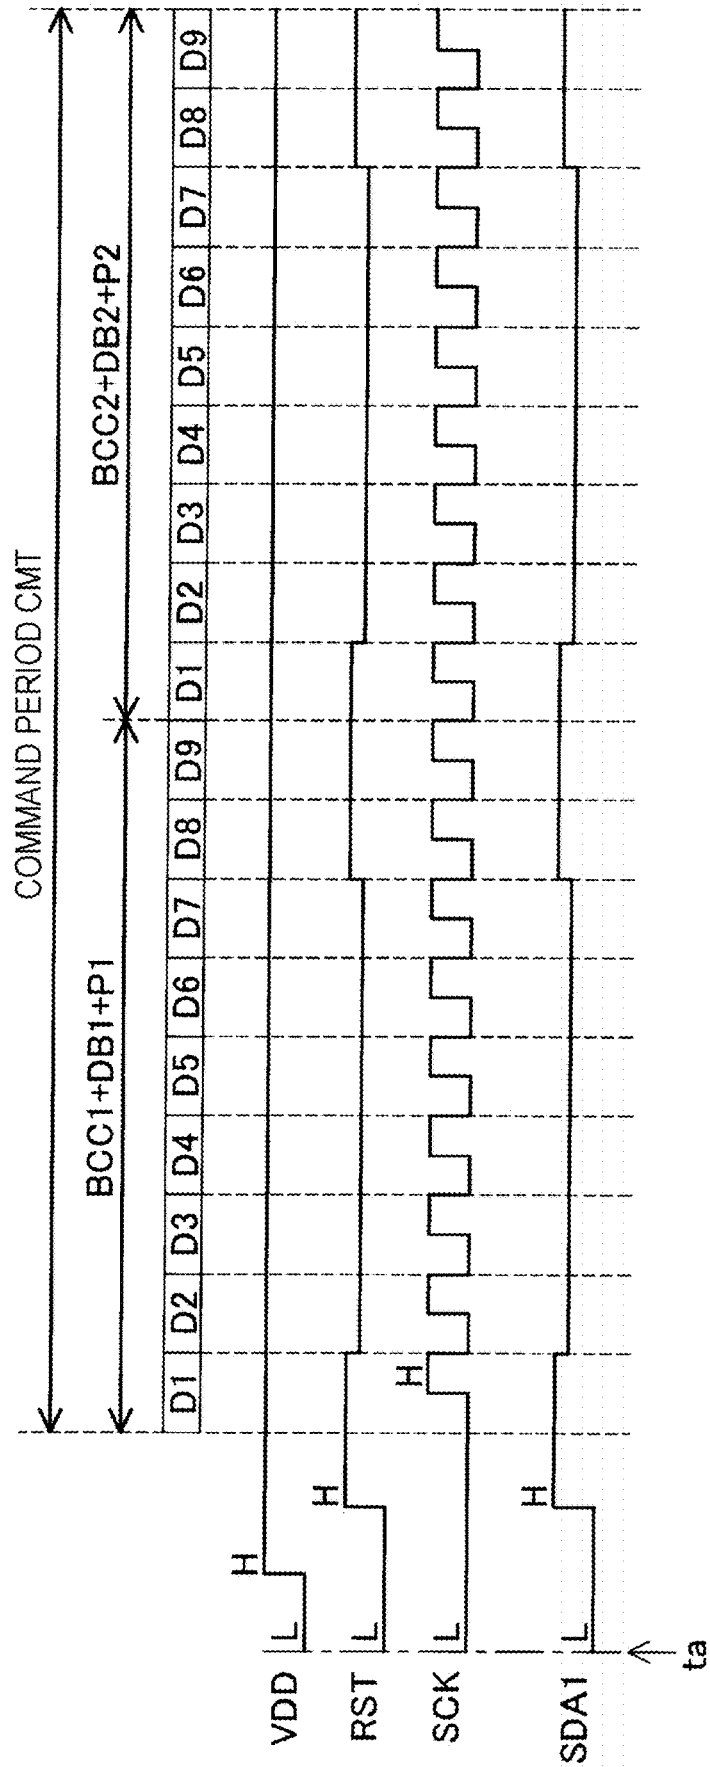 COMMAND PERIOD CMT
BCC1+DB1+P1 BCC2+DB2+P2
D1 D2 D3 D4 D5 D6 D7 D8 D9 D1 D2 D3 D4 D5 D6 D7 D8 D9
VDD L H
RST L H
SCK L H
SDA1 L H
ta